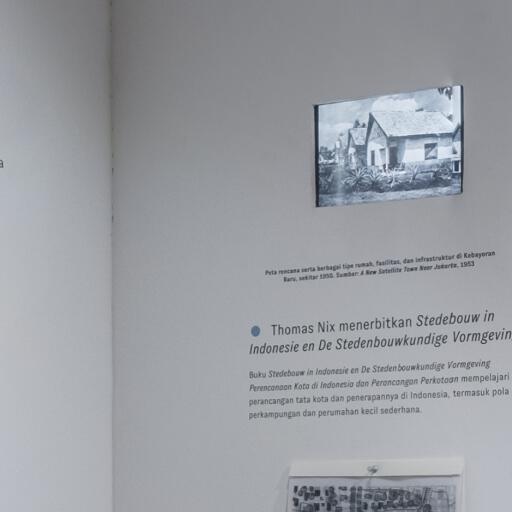 a
Peta rencana serta berbagai tipe rumah, fasilitas, dan infrastruktur di Kebayoran
Baru, sekitar 1950. Sumber: A New Satellite Town Near Jakarta, 1953
Thomas Nix menerbitkan Stedebouw in
Indonesie en De Stedenbouwkundige Vormgevin
Buku Stedebouw in Indonesie en De Stedenbouwkundige Vormgeving
Perencanaan Kota di Indonesia dan Perancangan Perkotaan mempelajari
perancangan tata kota dan penerapannya di Indonesia, termasuk pola
perkampungan dan perumahan kecil sederhana.